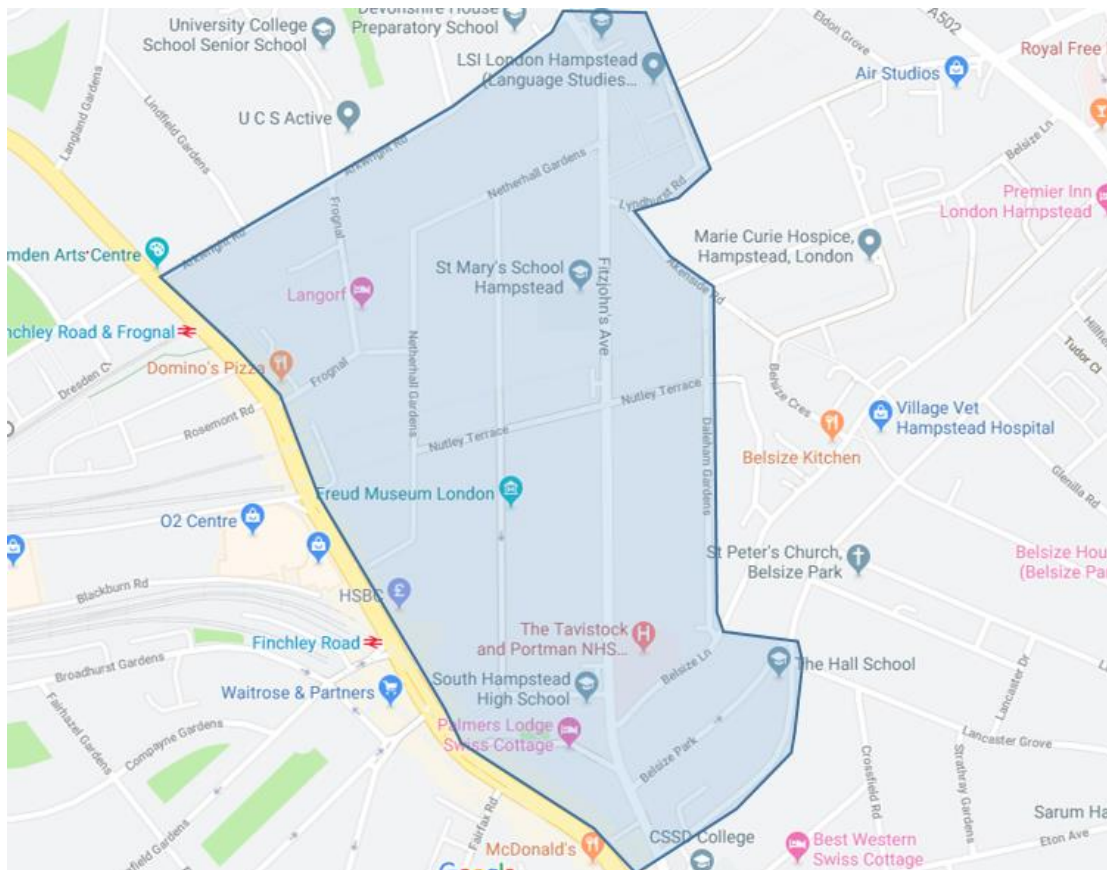 Devonshire House
Preparatory School
University College
School Senior School
LSI London Hampstead
(Language Studies...
Eldon Grove
A502
Royal Free
Air Studios
Langland Gardens
Lindfield Gardens
U C S Active
Arkwright Rd
Netherhall Gardens
Belsize Ln
Premier Inn
London Hampstead
Frognal
Lyndhurst Rd
Arkwright Rd
mden Arts Centre
Marie Curie Hospice,
Hampstead, London
St Mary's School
Hampstead
Fitzjohn's Ave
Akenside Rd
Langorf
nchley Road & Frognal
Netherhall Gardens
Hillfie
Tudor Cl
Dresden Cl
Domino's Pizza
Frognal
Nutley Terrace
Belsize Cres
Rosemont Rd
Nutley Terrace
Daleham Gardens
Village Vet
Hampstead Hospital
Belsize Kitchen
Glenilla Rd
Freud Museum London
O2 Centre
St Peter's Church,
Belsize Park
Belsize Hou
(Belsize Par
Blackburn Rd
HSBC
Finchley Road
The Tavistock
and Portman NHS...
Belsize Ln
The Hall School
Broadhurst Gardens
Waitrose & Partners
South Hampstead
High School
Lancaster Dr
Fairhazel Gardens
Compayne Gardens
Palmers Lodge
Swiss Cottage
Belsize Park
Lancaster Grove
Crossfield Rd
Strathray Gardens
Fairfax Rd
Sarum Ha
Eton Ave
McDonald's
CSSD College
Best Western
Swiss Cottage
field Gardens
Google